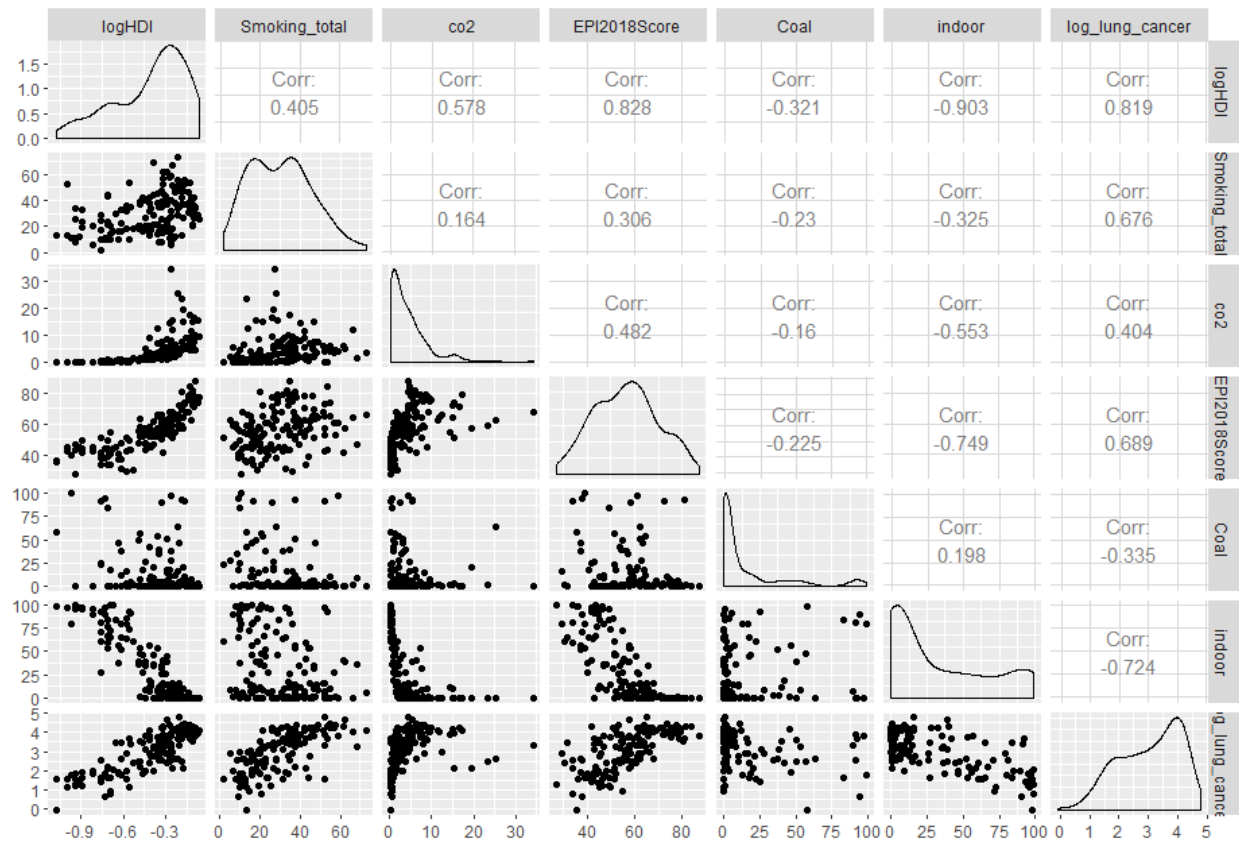 logHDI Smoking_total co2 EPI2018Score Coal indoor log_lung_cancer
1.5
1.0
0.5
0.0
Corr: Corr: Corr: Corr: Corr: Corr:
0.405 0.578 0.828 -0.321 -0.903 0.819
logHDI
60
40
20
0
Corr: Corr: Corr: Corr: Corr:
0.164 0.306 -0.23 -0.325 0.676
Smoking_total
30
20
10
0
Corr: Corr: Corr: Corr:
0.482 -0.16 -0.553 0.404
co2
80
60
40
Corr: Corr: Corr:
-0.225 -0.749 0.689
EPI2018Score
100
75
50
25
0
Corr: Corr:
0.198 -0.335
Coal
100
75
50
25
0
Corr:
-0.724
indoor
5
4
3
2
1
0
g_lung_cance
-0.9 -0.6 -0.3 0 20 40 60 0 10 20 30 40 60 80 0 25 50 75 100 0 25 50 75 100 0 1 2 3 4 5